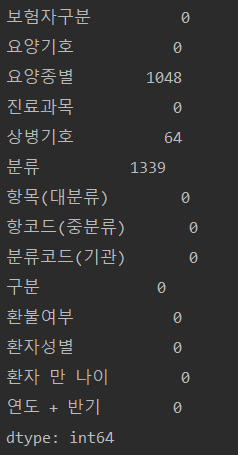 보험자구분 0
요양기호 0
요양종별 1048
진료과목 0
상병기호 64
분류 1339
항목(대분류) 0
항코드(중분류) 0
분류코드(기관) 0
구분 0
환불여부 0
환자성별 0
환자 만 나이 0
연도 + 반기 0
dtype: int64